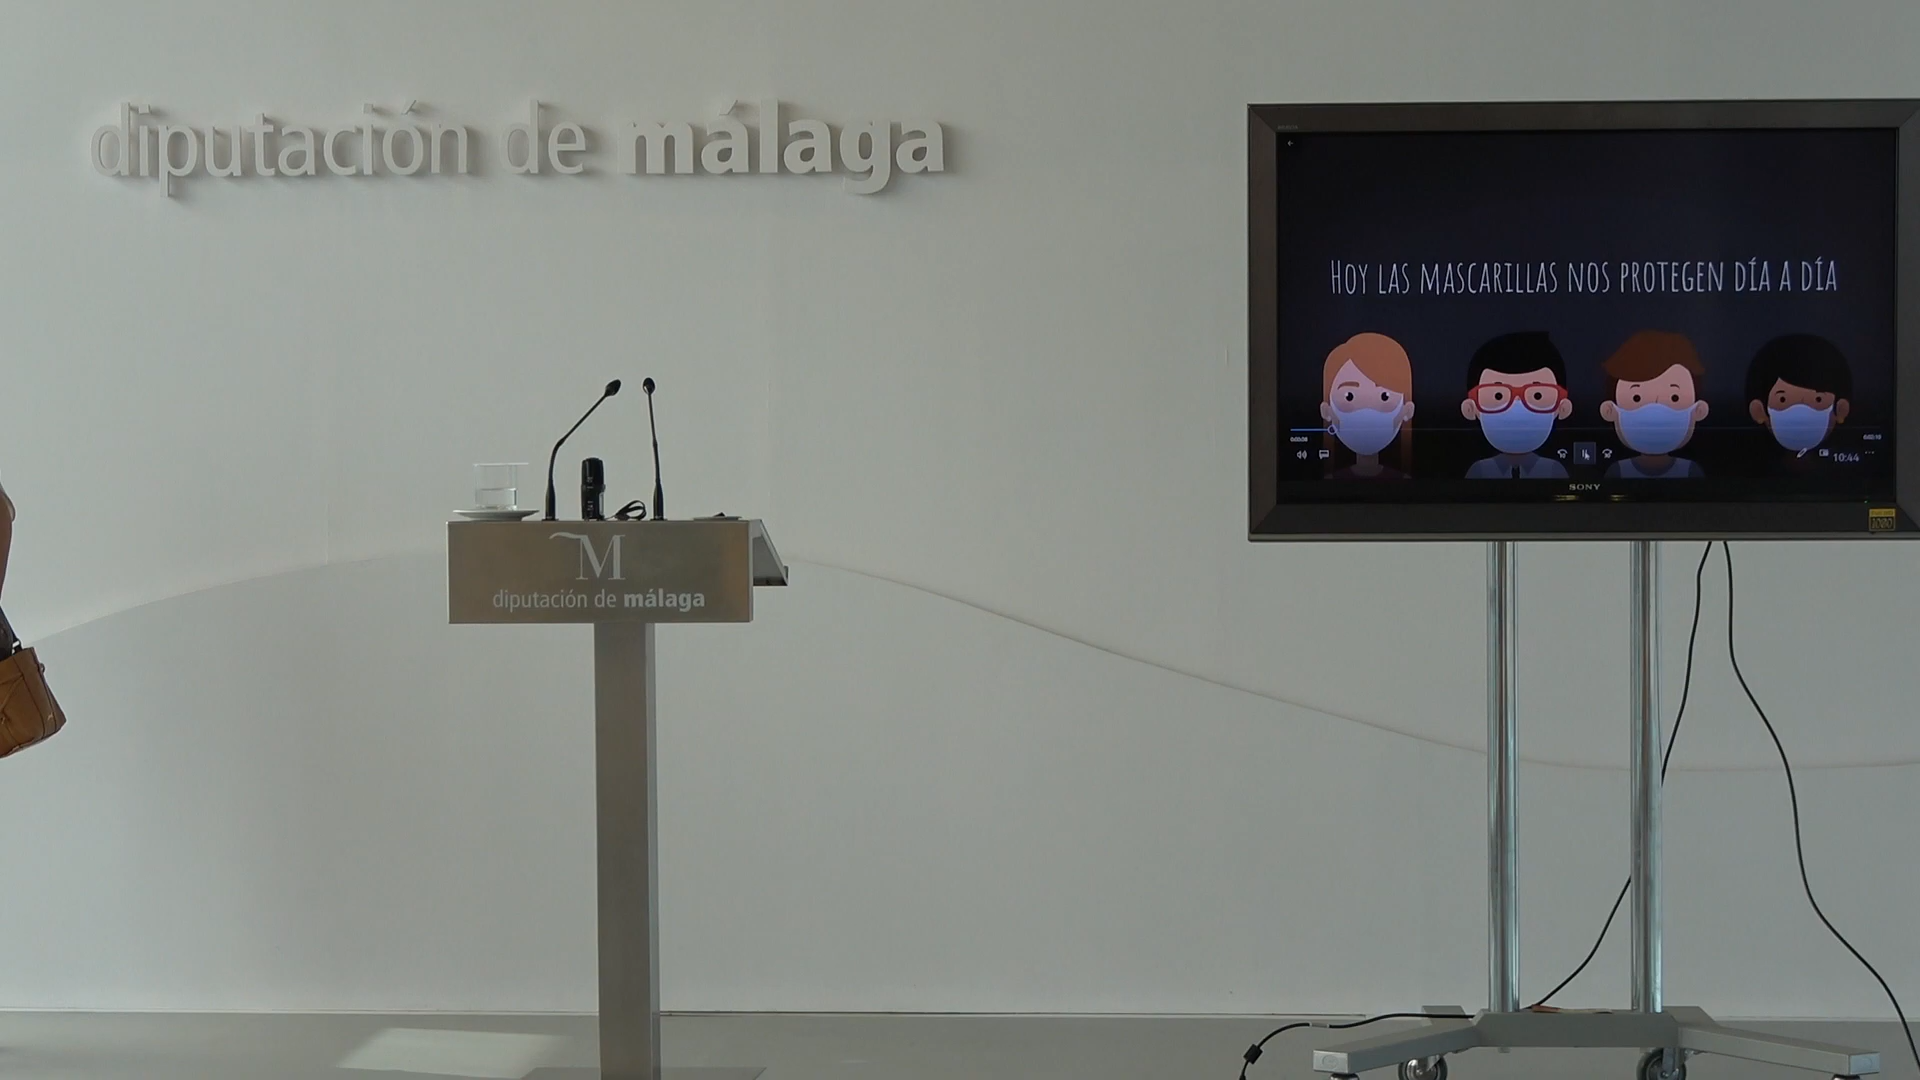 diputación de málaga
HOY LAS MASCARILLAS NOS PROTEGEN DÍA A DÍA
10:44
SONY
M
diputación de málaga